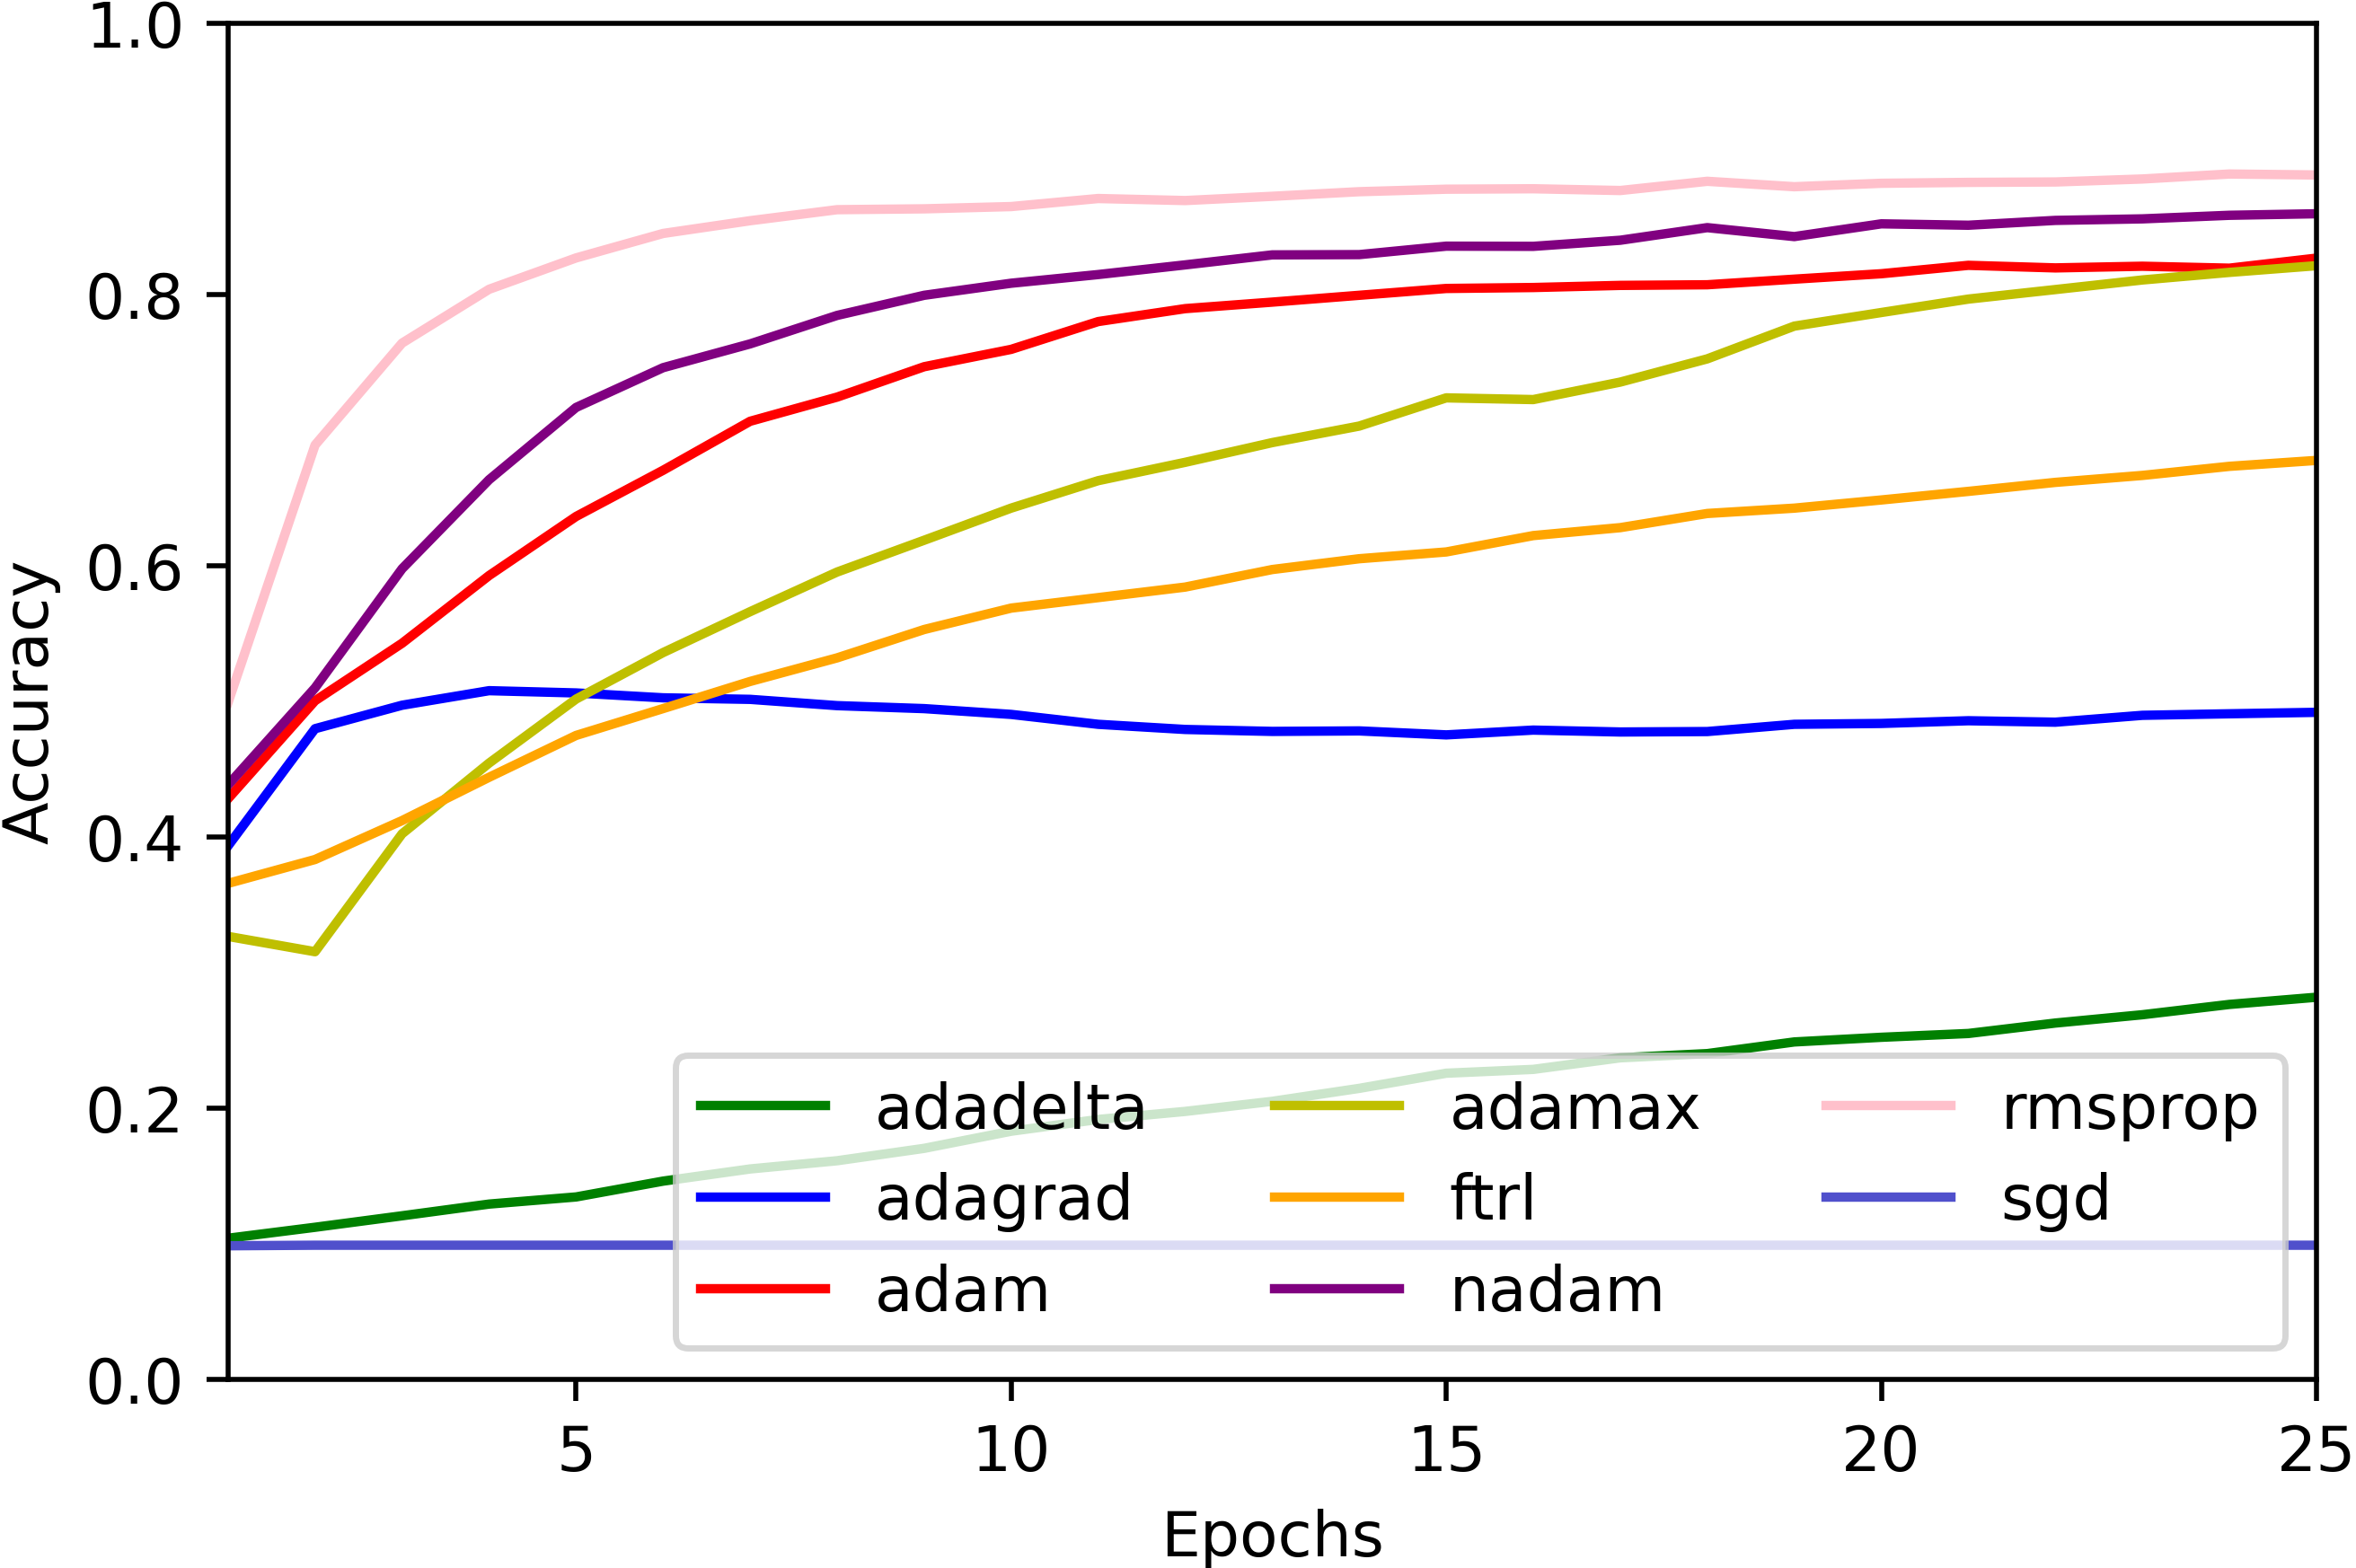 1.0
0.8
0.6
0.4
0.2
0.0
Accuracy
adadelta adamax rmsprop
adagrad ftrl sgd
adam nadam
5 10 15 20 25
Epochs